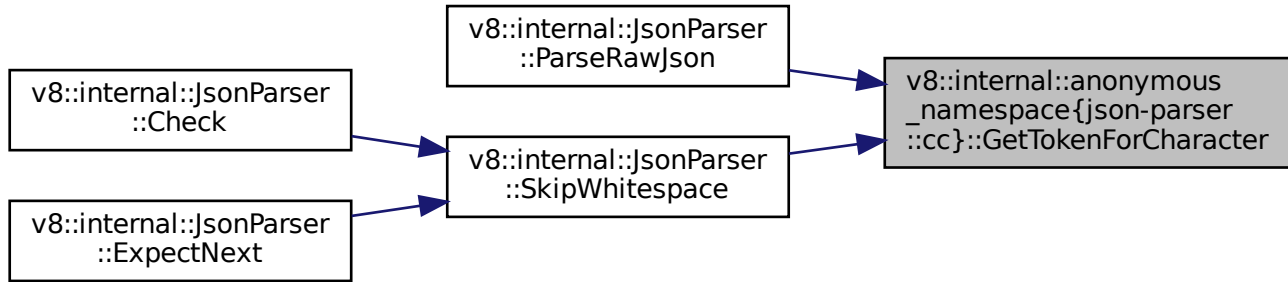 v8::internal::JsonParser
::ParseRawJson
v8::internal::anonymous
_namespace{json-parser
::cc}::GetTokenForCharacter
v8::internal::JsonParser
::Check
v8::internal::JsonParser
::SkipWhitespace
v8::internal::JsonParser
::ExpectNext